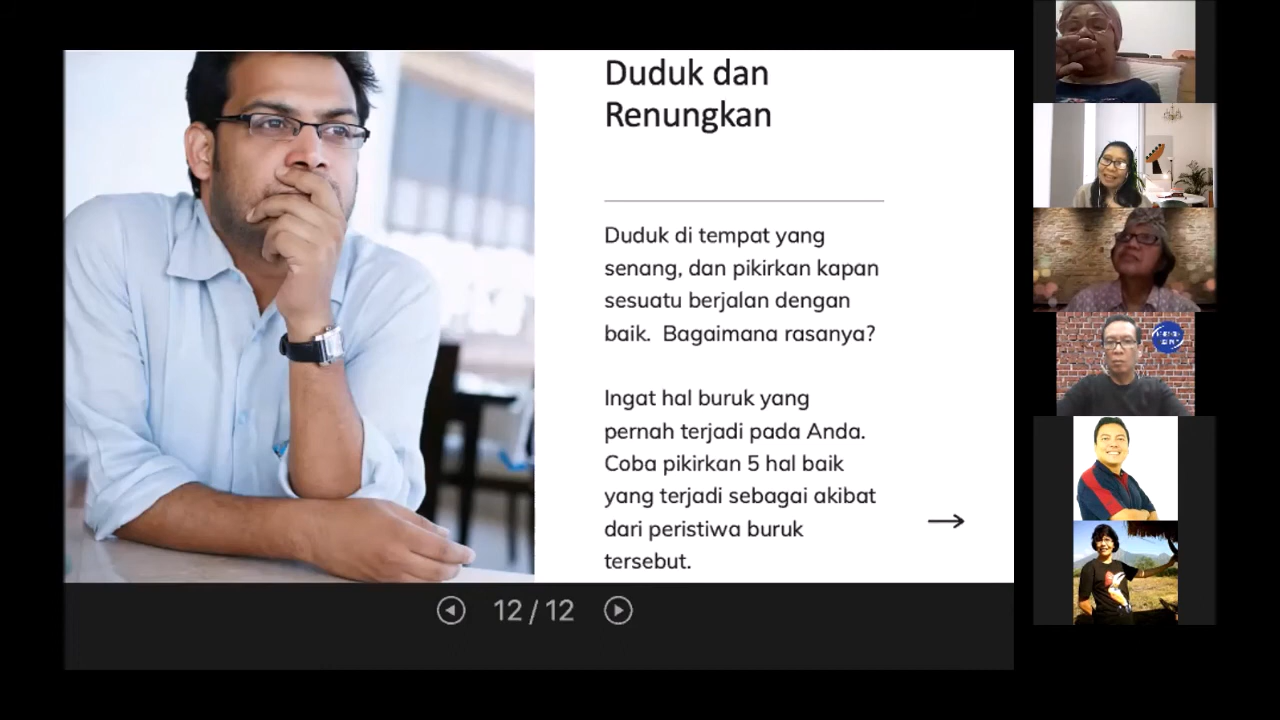 Duduk dan
Renungkan
Duduk di tempat yang
senang, dan pikirkan kapan
sesuatu berjalan dengan
baik.  Bagaimana rasanya?
Ingat hal buruk yang
pernah terjadi pada Anda.
Coba pikirkan 5 hal baik
yang terjadi sebagai akibat
dari peristiwa buruk
tersebut.
12 / 12